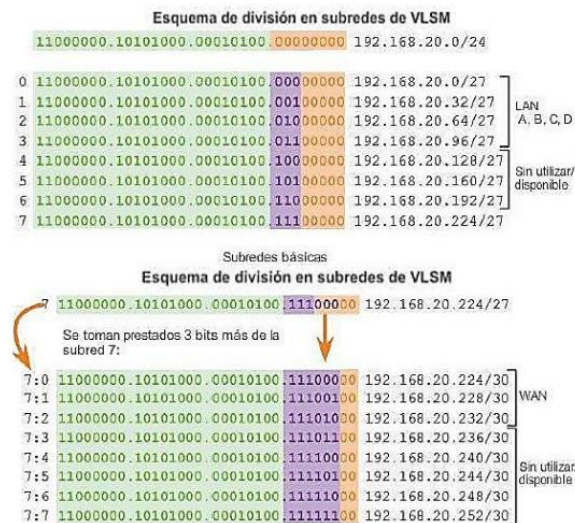 Esquema de división en subredes de VLSM
11000000.10101000.00010100.00000000 192.168.20.0/24
0 11000000.10101000.00010100.00000000 192.168.20.0/27
1 11000000.10101000.00010100.00100000 192.168.20.32/27
2 11000000.10101000.00010100.01000000 192.168.20.64/27
3 11000000.10101000.00010100.01100000 192.168.20.96/27
LAN
A, B, C, D
4 11000000.10101000.00010100.10000000 192.168.20.128/27
5 11000000.10101000.00010100.10100000 192.168.20.160/27
6 11000000.10101000.00010100.11000000 192.168.20.192/27
7 11000000.10101000.00010100.11100000 192.168.20.224/27
Sin utilizar/
disponible
Subredes básicas
Esquema de división en subredes de VLSM
7 11000000.10101000.00010100.11100000 192.168.20.224/27
Se toman prestados 3 bits más de la
subred 7:
7:0 11000000.10101000.00010100.11100000 192.168.20.224/30
7:1 11000000.10101000.00010100.11100100 192.168.20.228/30
7:2 11000000.10101000.00010100.11101000 192.168.20.232/30
WAN
7:3 11000000.10101000.00010100.11101100 192.168.20.236/30
7:4 11000000.10101000.00010100.11110000 192.168.20.240/30
7:5 11000000.10101000.00010100.11110100 192.168.20.244/30
7:6 11000000.10101000.00010100.11111000 192.168.20.248/30
7:7 11000000.10101000.00010100.11111100 192.168.20.252/30
Sin utilizar
disponible